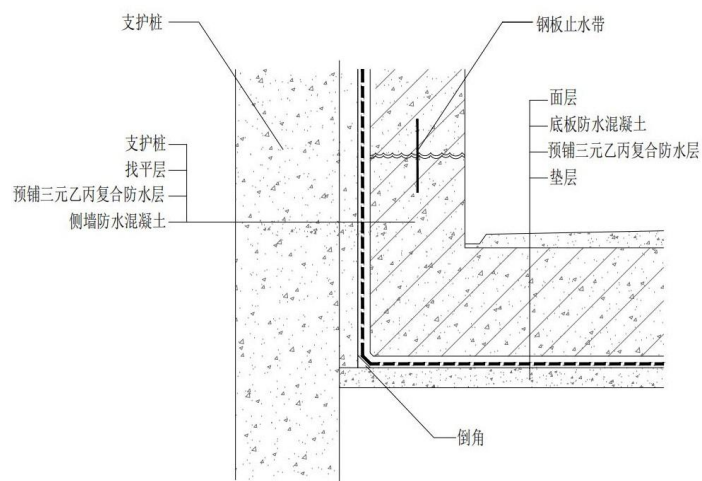 支护桩
钢板止水带
支护桩
找平层
预铺三元乙丙复合防水层
侧墙防水混凝土
面层
底板防水混凝土
预铺三元乙丙复合防水层
垫层
倒角